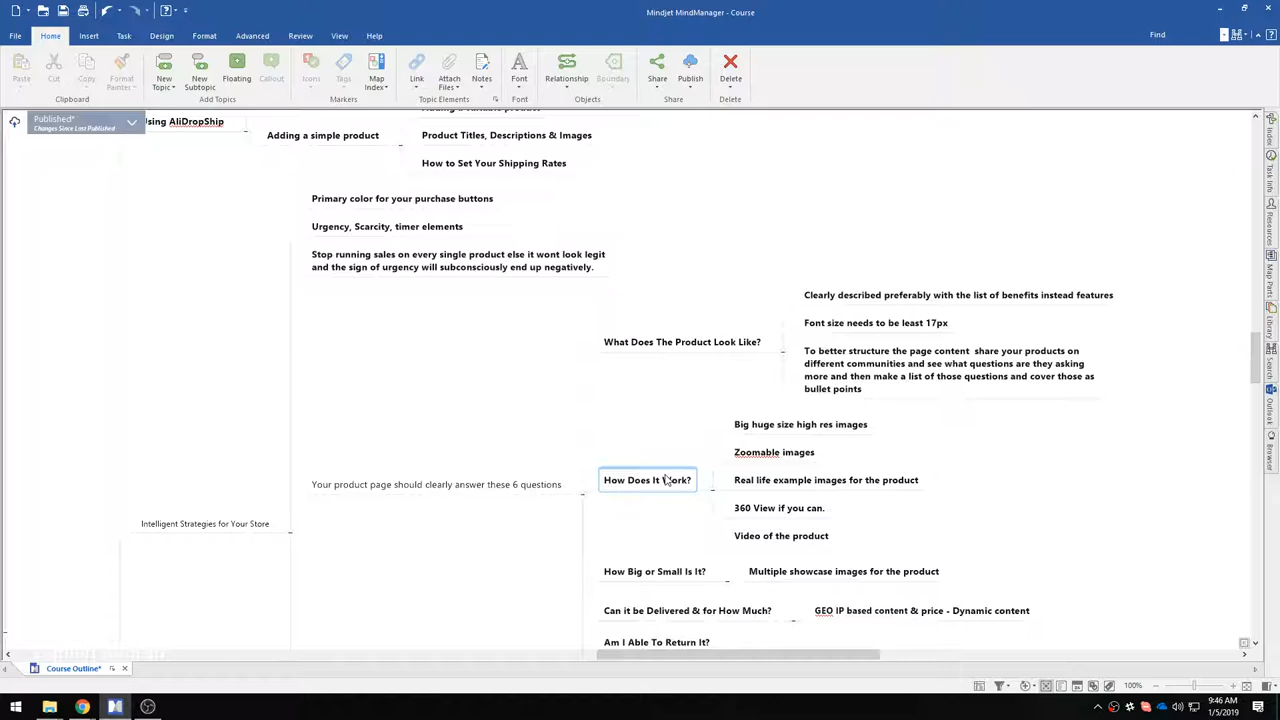 Mindjet MindManager - Course
File
Home
Insert
Task
Design
Format
Advanced
Review
View
Help
Find
Paste
Cut
Copy
Format Painter
New Topic
New Subtopic
Floating
Callout
Icons
Tags
Map Index
Link
Attach Files
Notes
Font
Relationship
Boundary
Share
Publish
Delete
Clipboard
Add Topics
Markers
Topic Elements
Font
Objects
Share
Delete
Published*
Changes Since Last Published
Using AliDropShip
Adding a simple product
Product Titles, Descriptions & Images
How to Set Your Shipping Rates
Primary color for your purchase buttons
Urgency, Scarcity, timer elements
Stop running sales on every single product else it wont look legit
and the sign of urgency will subconsciously end up negatively.
What Does The Product Look Like?
Clearly described preferably with the list of benefits instead features
Font size needs to be least 17px
To better structure the page content share your products on
different communities and see what questions are they asking
more and then make a list of those questions and cover those as
bullet points
Your product page should clearly answer these 6 questions
How Does It Work?
Big huge size high res images
Zoomable images
Real life example images for the product
360 View if you can.
Video of the product
Intelligent Strategies for Your Store
How Big or Small Is It?
Multiple showcase images for the product
Can it be Delivered & for How Much?
GEO IP based content & price - Dynamic content
Am I Able To Return It?
Task Info
Resources
Map Parts
Library
Search
Outlook
Browser
Course Outline*
100%
9:46 AM
1/5/2019